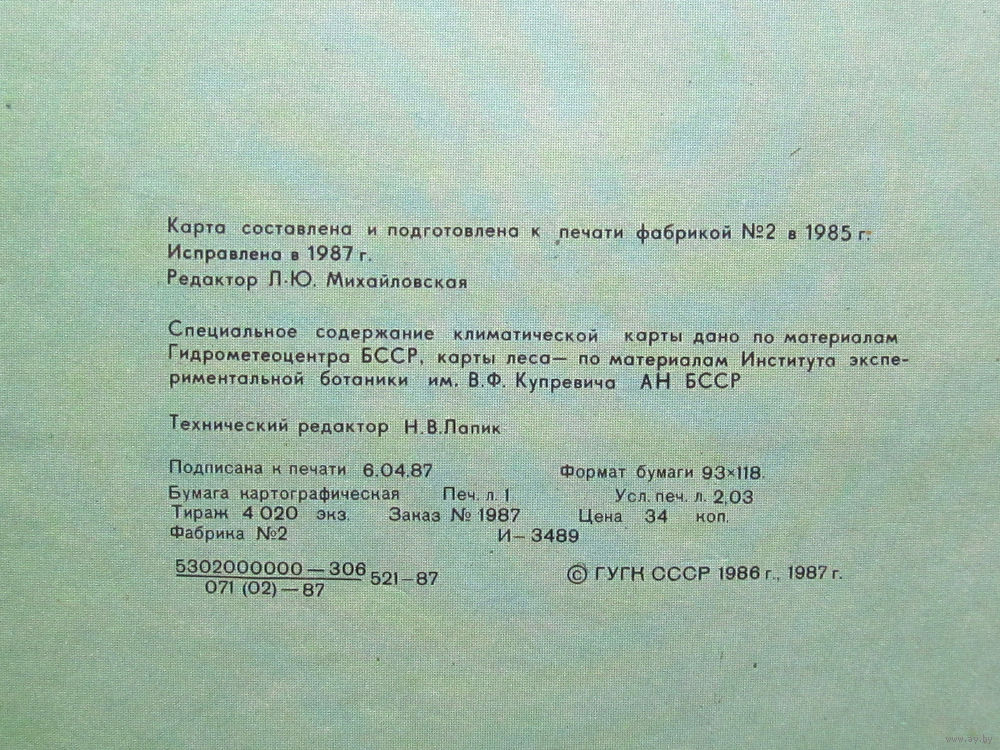 Карта составлена и подготовлена к печати фабрикой №2 в 1985 г.
Исправлена в 1987 г.
Редактор Л.Ю. Михайловская
Специальное содержание климатической карты дано по материалам
Гидрометеоцентра БССР, карты леса — по материалам Института экспе-
риментальной ботаники им. В.Ф. Купревича АН БССР
Технический редактор Н.В.Лапик
Подписана к печати 6.04.87 Формат бумаги 93×118.
Бумага картографическая Печ. л. 1 Усл. печ. л. 2,03
Тираж 4 020 экз. Заказ № 1987 Цена 34 коп.
Фабрика №2 И — 3489
5302000000 — 306
071 (02) — 87
521 — 87 © ГУГК СССР 1986 г., 1987 г.
www.ay.by